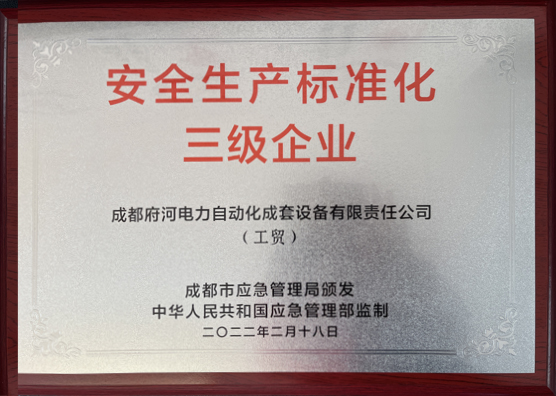 安全生产标准化
三级企业
成都府河电力自动化成套设备有限责任公司
（工贸）
成都市应急管理局颁发
中华人民共和国应急管理部监制
二〇二二年二月十八日